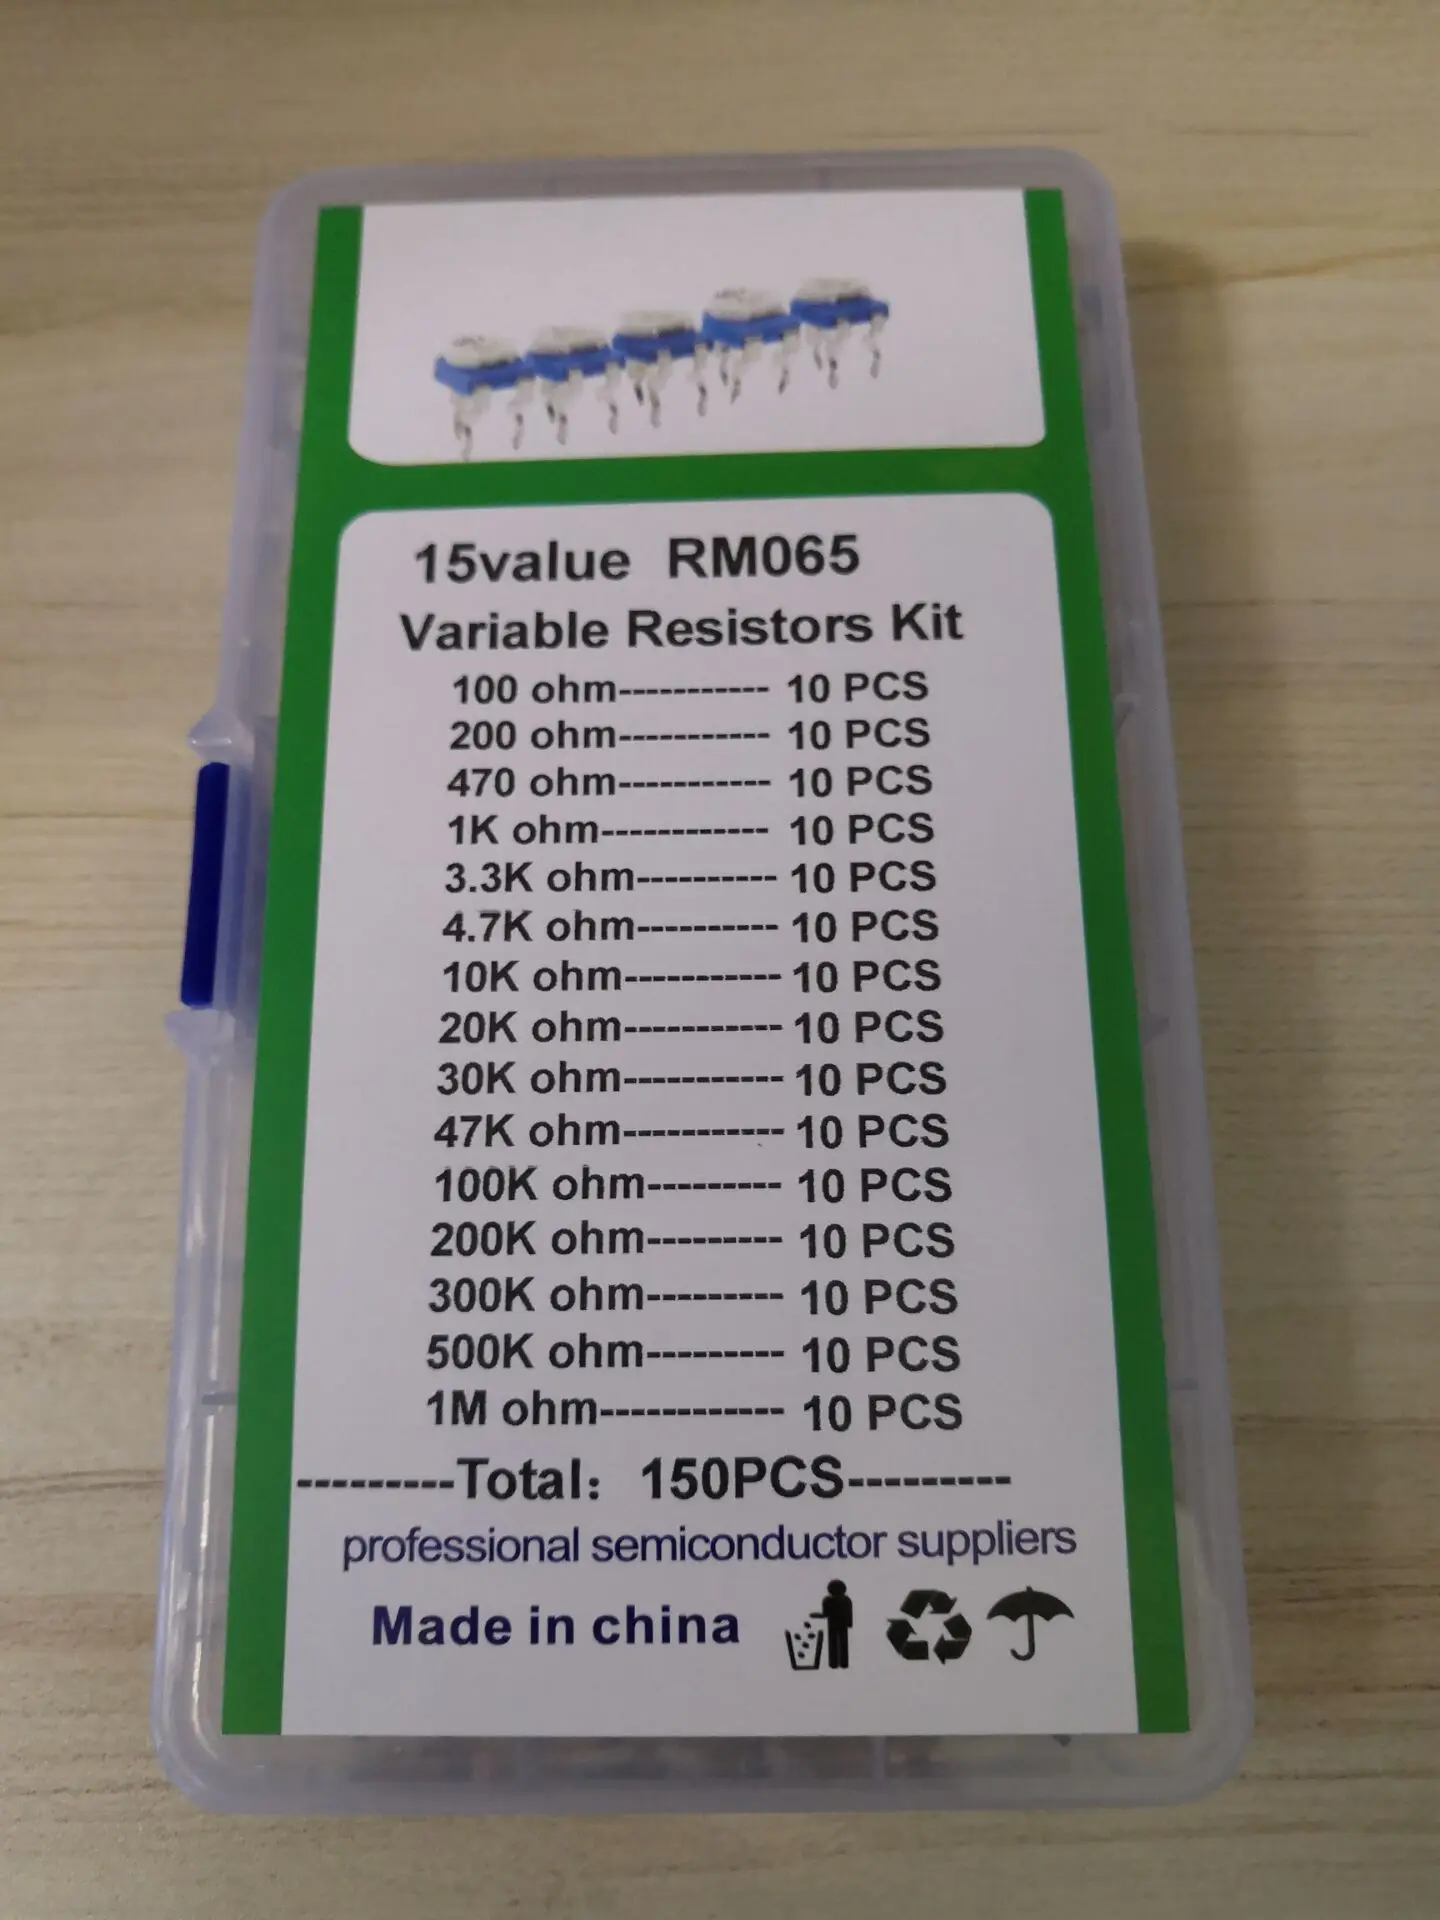 15value RM065
Variable Resistors Kit
100 ohm----------- 10 PCS
200 ohm----------- 10 PCS
470 ohm----------- 10 PCS
1K ohm------------ 10 PCS
3.3K ohm---------- 10 PCS
4.7K ohm---------- 10 PCS
10K ohm----------- 10 PCS
20K ohm----------- 10 PCS
30K ohm----------- 10 PCS
47K ohm----------- 10 PCS
100K ohm--------- 10 PCS
200K ohm--------- 10 PCS
300K ohm--------- 10 PCS
500K ohm--------- 10 PCS
1M ohm------------ 10 PCS
---------Total: 150PCS---------
professional semiconductor suppliers
Made in china